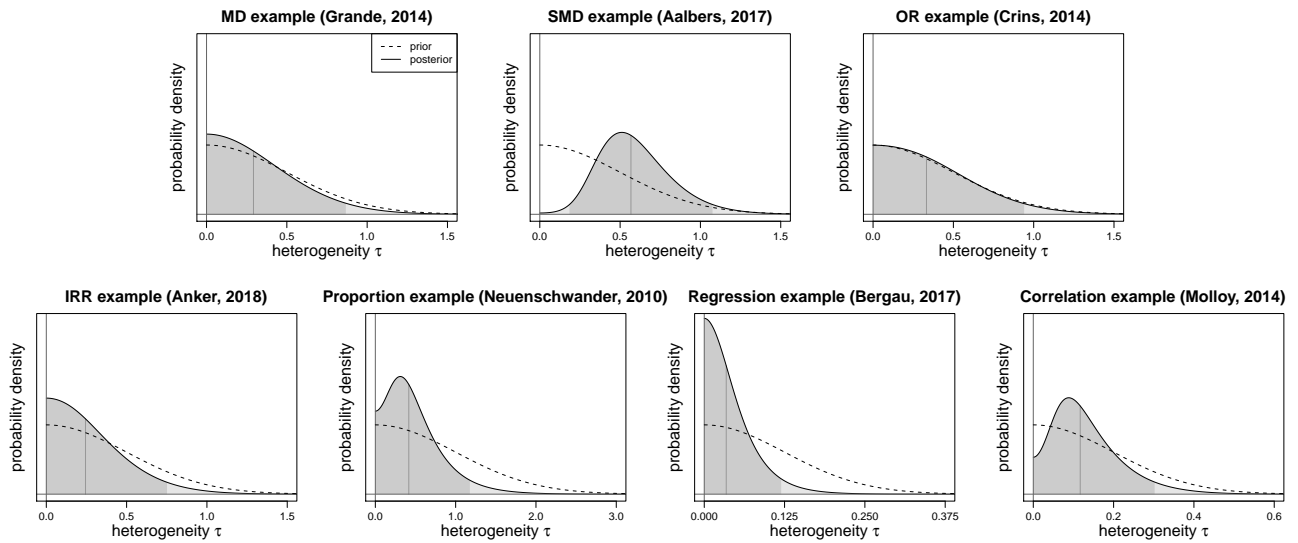 MD example (Grande, 2014)
probability density
prior
posterior
0.0 0.5 1.0 1.5
heterogeneity τ
SMD example (Aalbers, 2017)
probability density
0.0 0.5 1.0 1.5
heterogeneity τ
OR example (Crins, 2014)
probability density
0.0 0.5 1.0 1.5
heterogeneity τ
IRR example (Anker, 2018)
probability density
0.0 0.5 1.0 1.5
heterogeneity τ
Proportion example (Neuenschwander, 2010)
probability density
0.0 1.0 2.0 3.0
heterogeneity τ
Regression example (Bergau, 2017)
probability density
0.000 0.125 0.250 0.375
heterogeneity τ
Correlation example (Molloy, 2014)
probability density
0.0 0.2 0.4 0.6
heterogeneity τ